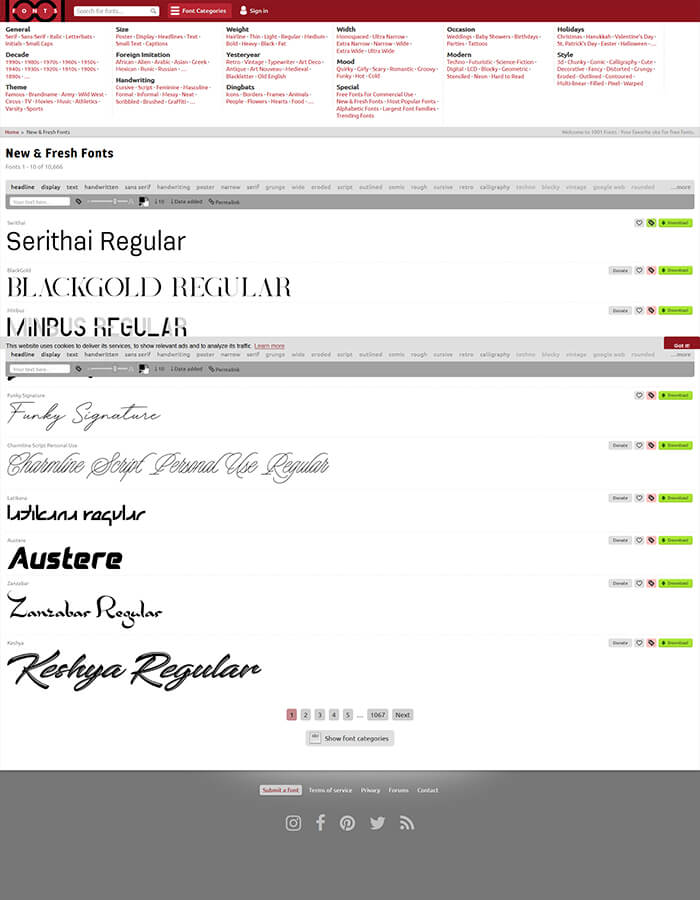 FONTS
Search for fonts...
Font Categories
Sign in
General
Serif · Sans Serif · Italic · Letterbats · Initials · Small Caps
Size
Poster · Display · Headlines · Text · Small Text · Captions
Weight
Hairline · Thin · Light · Regular · Medium · Bold · Heavy · Black · Fat
Width
Monospaced · Ultra Narrow · Extra Narrow · Narrow · Wide · Extra Wide · Ultra Wide
Occasion
Weddings · Baby Showers · Birthdays · Parties · Tattoos
Holidays
Christmas · Hanukkah · Valentine's Day · St. Patrick's Day · Easter · Halloween · ...
Decade
1990s · 1980s · 1970s · 1960s · 1950s · 1940s · 1930s · 1920s · 1910s · 1900s · 1890s · ...
Foreign Imitation
African · Alien · Arabic · Asian · Greek · Mexican · Runic · Russian · ...
Yesteryear
Retro · Vintage · Typewriter · Art Deco · Antique · Art Nouveau · Medieval · Blackletter · Old English
Mood
Quirky · Girly · Scary · Romantic · Groovy · Funky · Hot · Cold
Modern
Techno · Futuristic · Science-Fiction · Digital · LCD · Blocky · Geometric · Stenciled · Neon · Hard to Read
Style
3d · Chunky · Comic · Calligraphy · Cute · Decorative · Fancy · Distorted · Grungy · Eroded · Outlined · Contoured · Multi-linear · Filled · Pixel · Warped
Theme
Famous · Brandname · Army · Wild West · Circus · TV · Movies · Music · Athletics · Varsity · Sports
Handwriting
Cursive · Script · Feminine · Masculine · Formal · Informal · Messy · Neat · Scribbled · Brushed · Graffiti · ...
Dingbats
Icons · Borders · Frames · Animals · People · Flowers · Hearts · Food · ...
Special
Free Fonts for Commercial Use · New & Fresh Fonts · Most Popular Fonts · Alphabetic Fonts · Largest Font Families · Trending Fonts
Home » New & Fresh Fonts
Welcome to 1001 Fonts · Your favorite site for free fonts.
New & Fresh Fonts
Fonts 1 - 10 of 10,666
headline display text handwritten sans serif handwriting poster narrow serif grunge wide eroded script outlined comic rough cursive retro calligraphy techno blocky vintage google web rounded ...more
Your text here... 10 Data added Permalink
Serithai
Download
Serithai Regular
BlackGold
Donate Download
BLACKGOLD REGULAR
Minbus
Donate Download
MINBUS REGULAR
This website uses cookies to deliver its services, to show relevant ads and to analyze its traffic. Learn more
Got it!
headline display text handwritten sans serif handwriting poster narrow serif grunge wide eroded script outlined comic rough cursive retro calligraphy techno blocky vintage google web rounded ...more
Your text here... 10 Data added Permalink
Funky Signature
Download
Funky Signature
Charmline Script Personal Use
Donate Download
Charmline Script Personal Use Regular
Latikana
Donate Download
Latikana regular
Austere
Donate Download
Austere
Zanzabar
Donate Download
Zanzabar Regular
Keshya
Donate Download
Keshya Regular
1 2 3 4 5 ... 1067 Next
Show font categories
Submit a font Terms of service Privacy Forums Contact